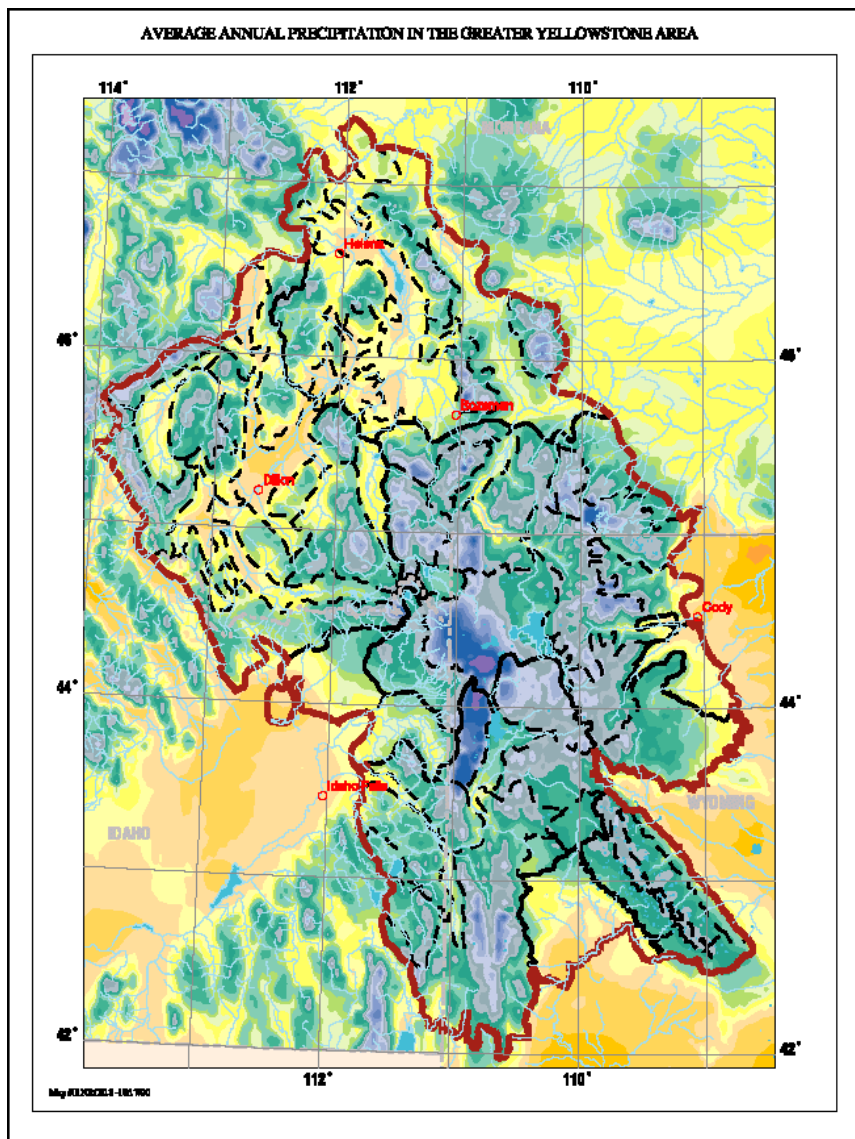 AVERAGE ANNUAL PRECIPITATION IN THE GREATER YELLOWSTONE AREA
114° 112° 110°
MONTANA
Helena
46° 46°
Bozeman
Dillon
Cody
44° 44°
Idaho Falls
WYOMING
IDAHO
42° 42°
112° 110°